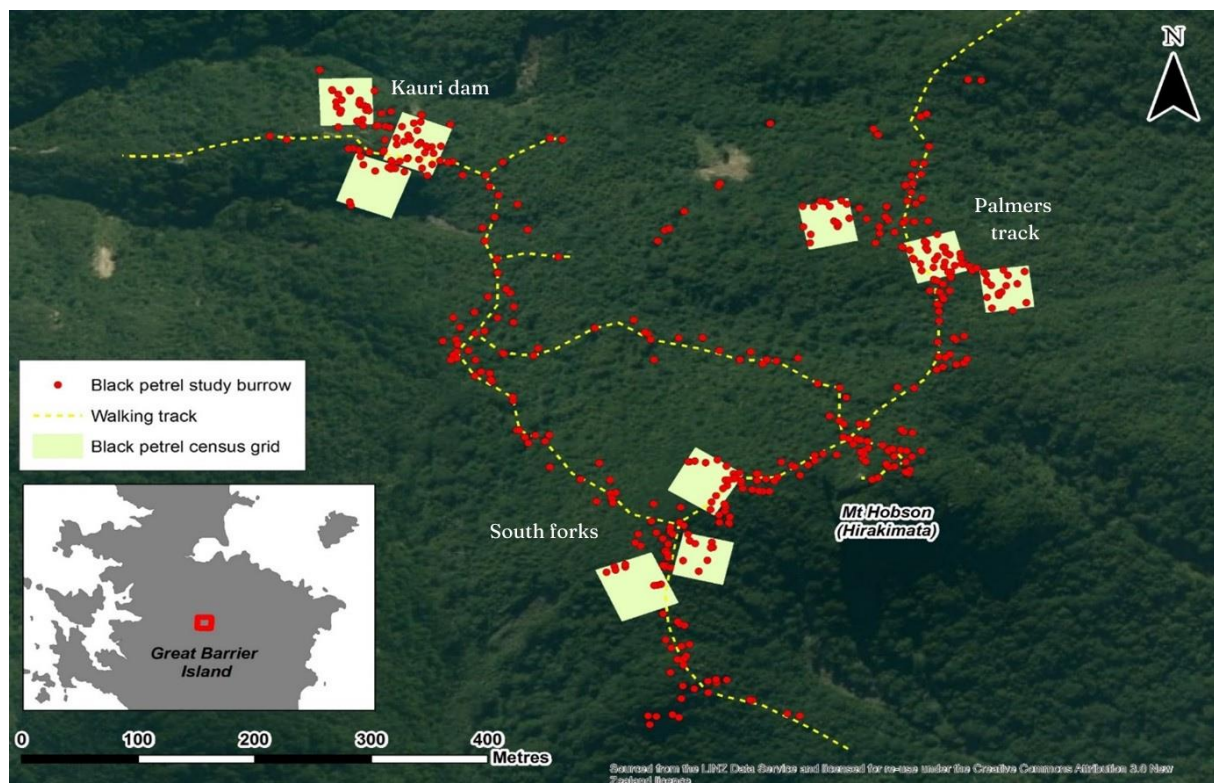 N
Kauri dam
Palmers
track
Black petrel study burrow
Walking track
Black petrel census grid
Mt Hobson
(Hirakimata)
South forks
Great Barrier
Island
0 100 200 300 400
Metres
Sourced from the LINZ Data Service and licensed for re-use under the Creative Commons Attribution 3.0 New
Zealand licence